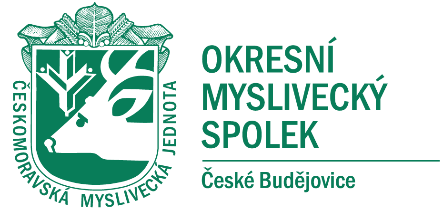 ČESKOMORAVSKÁ MYSLIVECKÁ JEDNOTA
OKRESNÍ
MYSLIVECKÝ
SPOLEK
České Budějovice